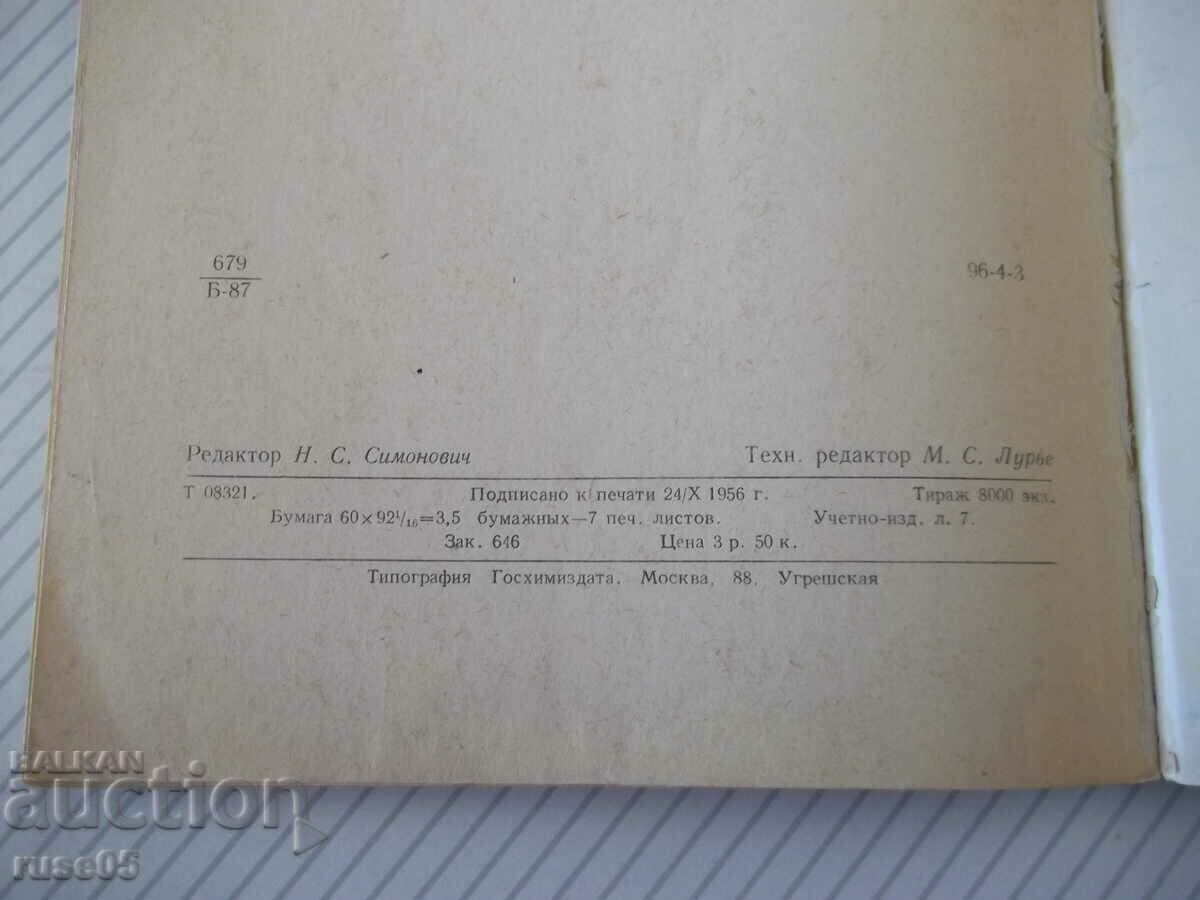 679
Б-87
96-4-3
Редактор Н. С. Симонович Техн. редактор М. С. Лурье
Т 08321. Подписано к печати 24/X 1956 г. Тираж 8000 экз.
Бумага 60×92¹/₁₆=3,5 бумажных—7 печ. листов. Учетно-изд. л. 7.
Зак. 646 Цена 3 р. 50 к.
Типография Госхимиздата. Москва, 88, Угрешская
BALKAN
auction
ruse05